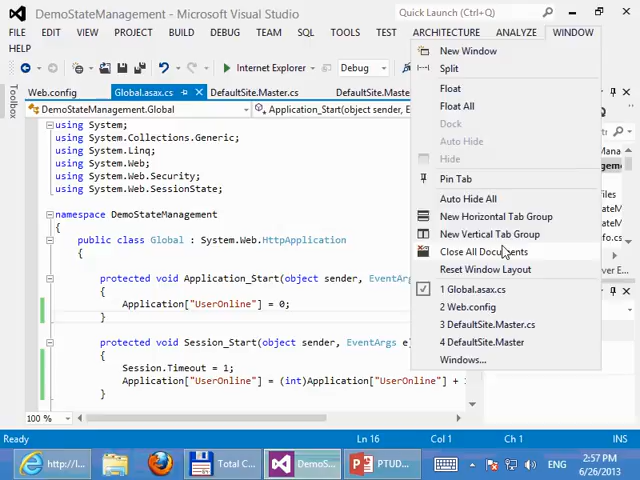 DemoStateManagement - Microsoft Visual Studio
Quick Launch (Ctrl+Q)
FILE EDIT VIEW PROJECT BUILD DEBUG TEAM SQL TOOLS TEST ARCHITECTURE ANALYZE WINDOW
HELP
Internet Explorer Debug
Toolbox
Web.config Global.asax.cs DefaultSite.Master.cs DefaultSite.Maste
DemoStateManagement.Global Application_Start(object sender,
using System;
using System.Collections.Generic;
using System.Linq;
using System.Web;
using System.Web.Security;
using System.Web.SessionState;
namespace DemoStateManagement
{
public class Global : System.Web.HttpApplication
{
protected void Application_Start(object sender,
{
Application["UserOnline"] = 0;
}
protected void Session_Start(object sender, EventArgs e)
{
Session.Timeout = 1;
Application["UserOnline"] = (int)Application["UserOnline"] + 1
}
100 %
New Window
Split
Float
Float All
Dock
Auto Hide
Hide
Pin Tab
Auto Hide All
New Horizontal Tab Group
New Vertical Tab Group
Close All Documents
Reset Window Layout
1 Global.asax.cs
2 Web.config
3 DefaultSite.Master.cs
4 DefaultSite.Master
Windows...
Ready Ln 16 Col 1 Ch 1 INS
http://l... Total C... DemoS... PTUD... ENG 2:57 PM
6/26/2013